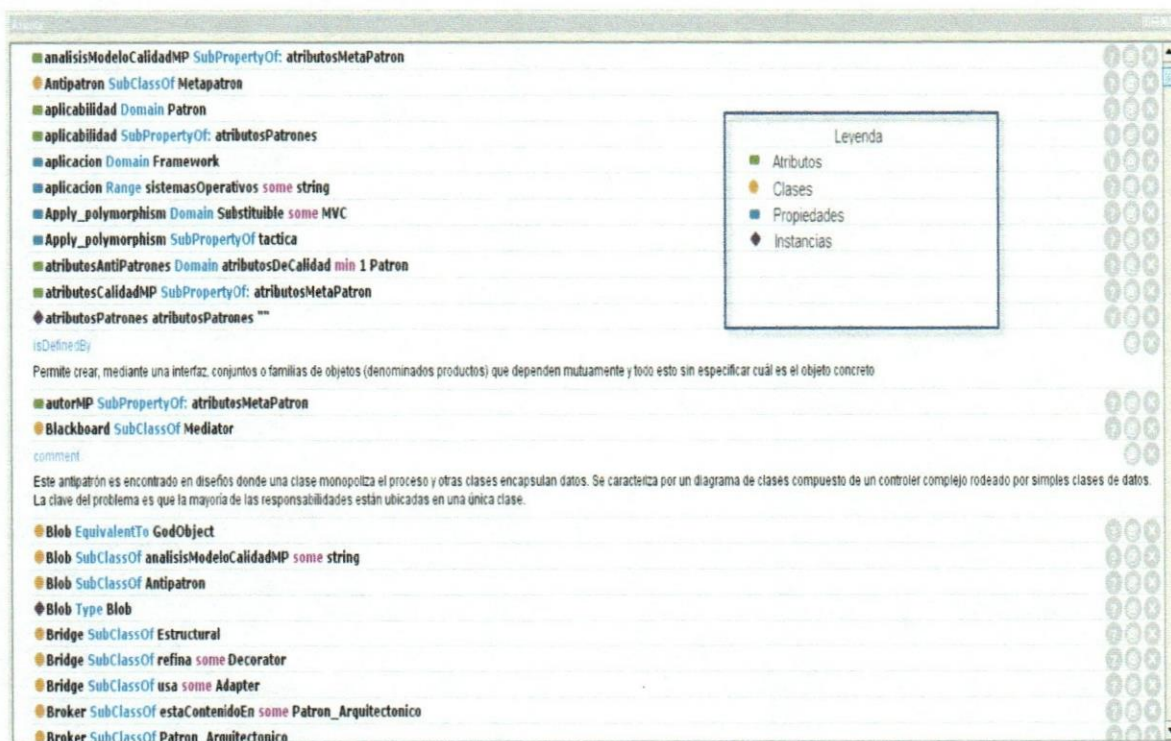 analisisModeloCalidadMP SubPropertyOf: atributosMetaPatron
Antipatron SubClassOf Metapatron
aplicabilidad Domain Patron
aplicabilidad SubPropertyOf: atributosPatrones
aplicacion Domain Framework
aplicacion Range sistemasOperativos some string
Apply_polymorphism Domain Substituible some MVC
Apply_polymorphism SubPropertyOf tactica
atributosAntiPatrones Domain atributosDeCalidad min 1 Patron
atributosCalidadMP SubPropertyOf: atributosMetaPatron
atributosPatrones atributosPatrones ""
Leyenda
Atributos
Clases
Propiedades
Instancias
isDefinedBy
Permite crear, mediante una interfaz, conjuntos o familias de objetos (denominados productos) que dependen mutuamente y todo esto sin especificar cuál es el objeto concreto
autorMP SubPropertyOf: atributosMetaPatron
Blackboard SubClassOf Mediator
comment
Este antipatrón es encontrado en diseños donde una clase monopoliza el proceso y otras clases encapsulan datos. Se caracteriza por un diagrama de clases compuesto de un controler complejo rodeado por simples clases de datos.
La clave del problema es que la mayoría de las responsabilidades están ubicadas en una única clase.
Blob EquivalentTo GodObject
Blob SubClassOf analisisModeloCalidadMP some string
Blob SubClassOf Antipatron
Blob Type Blob
Bridge SubClassOf Estructural
Bridge SubClassOf refina some Decorator
Bridge SubClassOf usa some Adapter
Broker SubClassOf estaContenidoEn some Patron_Arquitectonico
Broker SubClassOf Patron_Arquitectonico